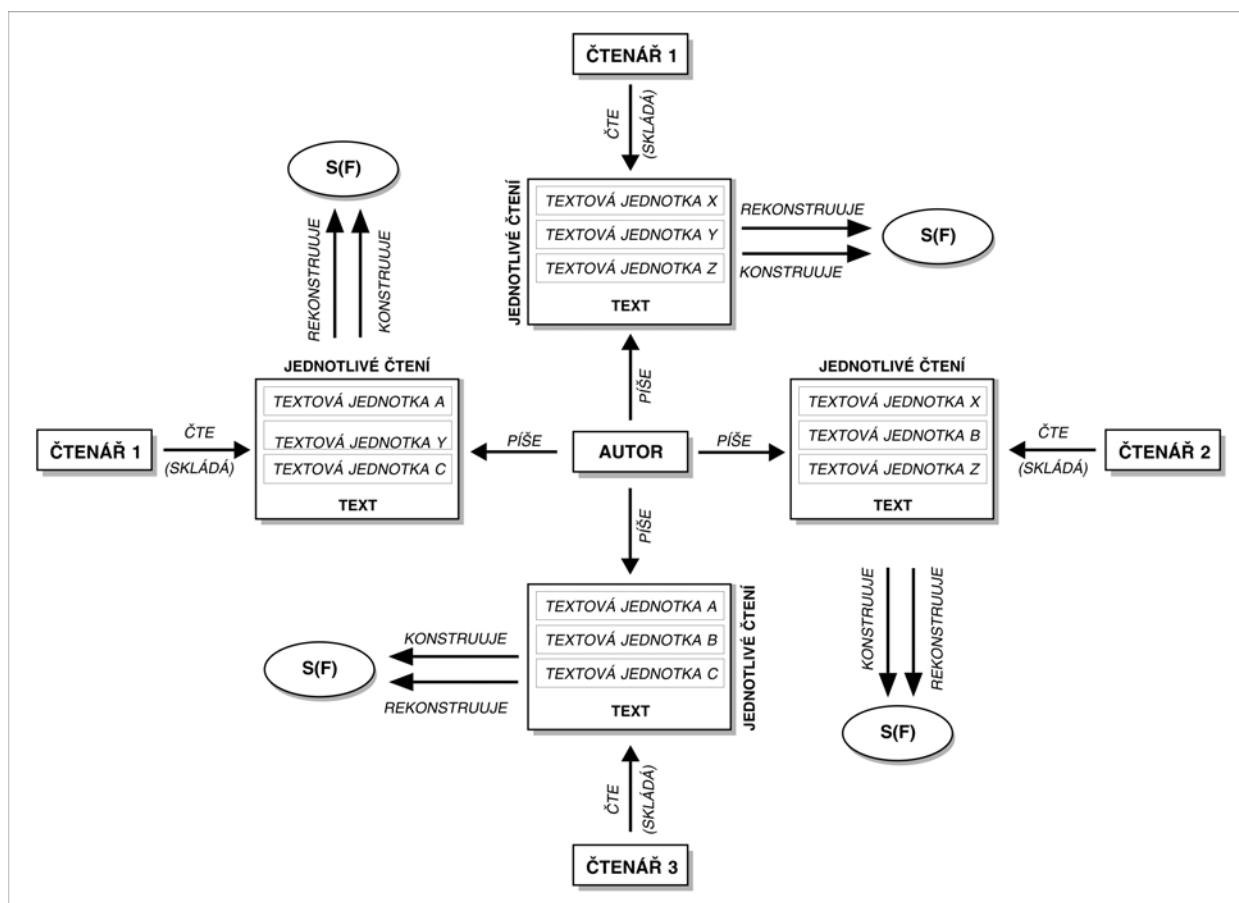 ČTENÁŘ 1
ČTE
(SKLÁDÁ)
S(F)
REKONSTRUUJE
KONSTRUUJE
JEDNOTLIVÉ ČTENÍ
TEXTOVÁ JEDNOTKA X
TEXTOVÁ JEDNOTKA Y
TEXTOVÁ JEDNOTKA Z
TEXT
REKONSTRUUJE
KONSTRUUJE
S(F)
PÍŠE
JEDNOTLIVÉ ČTENÍ
TEXTOVÁ JEDNOTKA A
TEXTOVÁ JEDNOTKA Y
TEXTOVÁ JEDNOTKA C
TEXT
ČTENÁŘ 1
ČTE
(SKLÁDÁ)
PÍŠE
AUTOR
PÍŠE
JEDNOTLIVÉ ČTENÍ
TEXTOVÁ JEDNOTKA X
TEXTOVÁ JEDNOTKA B
TEXTOVÁ JEDNOTKA Z
TEXT
ČTE
(SKLÁDÁ)
ČTENÁŘ 2
PÍŠE
TEXTOVÁ JEDNOTKA A
TEXTOVÁ JEDNOTKA B
TEXTOVÁ JEDNOTKA C
TEXT
JEDNOTLIVÉ ČTENÍ
KONSTRUUJE
REKONSTRUUJE
S(F)
KONSTRUUJE
REKONSTRUUJE
S(F)
ČTE
(SKLÁDÁ)
ČTENÁŘ 3